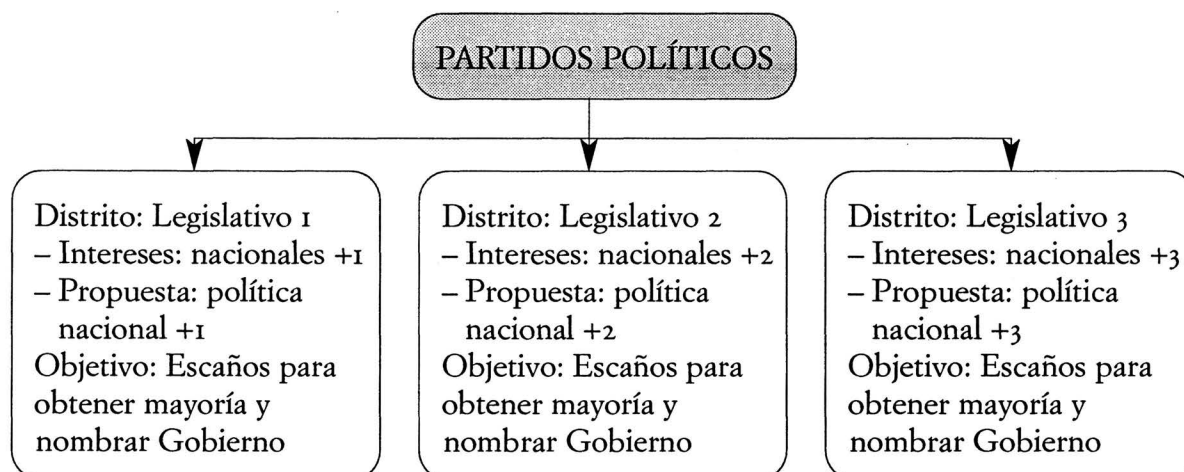 PARTIDOS POLÍTICOS
Distrito: Legislativo 1
– Intereses: nacionales +1
– Propuesta: política
nacional +1
Objetivo: Escaños para
obtener mayoría y
nombrar Gobierno
Distrito: Legislativo 2
– Intereses: nacionales +2
– Propuesta: política
nacional +2
Objetivo: Escaños para
obtener mayoría y
nombrar Gobierno
Distrito: Legislativo 3
– Intereses: nacionales +3
– Propuesta: política
nacional +3
Objetivo: Escaños para
obtener mayoría y
nombrar Gobierno